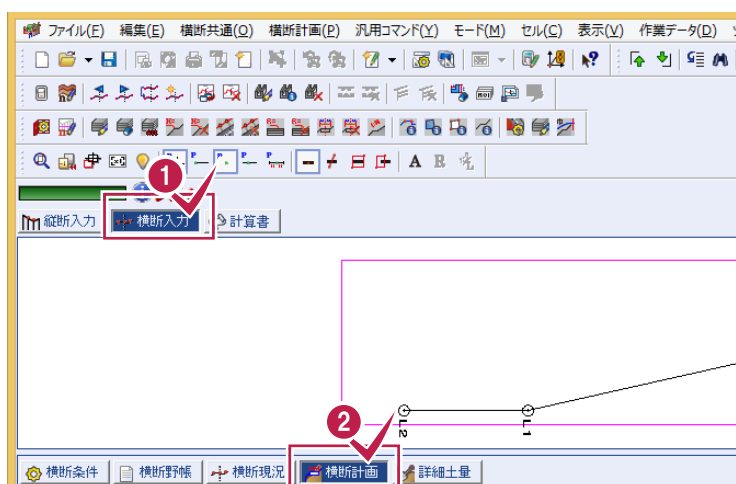 ファイル(F) 編集(E) 横断共通(O) 横断計画(P) 汎用コマンド(Y) モード(M) セル(C) 表示(V) 作業データ(D)
A B
1
縦断入力 横断入力 計算書
L2 L1
2
横断条件 横断野帳 横断現況 横断計画 詳細土量